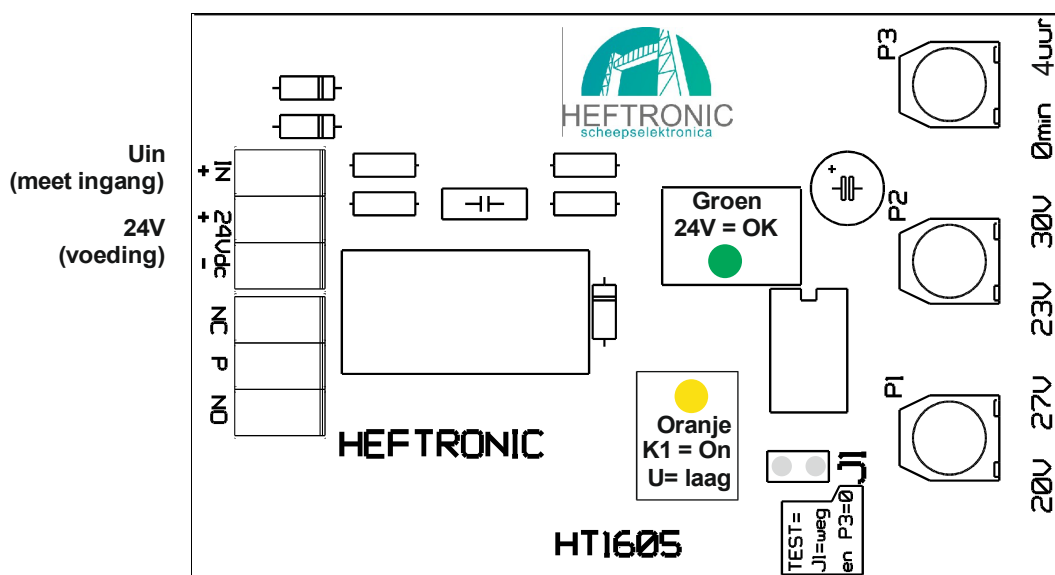 HEFTRONIC
scheepselektronica
P3
4uur
0min
Uin
(meet ingang)
IN
+
24V
(voeding)
+
24Vdc
-
Groen
24V = OK
+
P2
30V
23V
NC
P
NO
Oranje
K1 = On
U= laag
P1
27V
20V
HEFTRONIC
J1
TEST=
J1=weg
en P3=0
HT1605